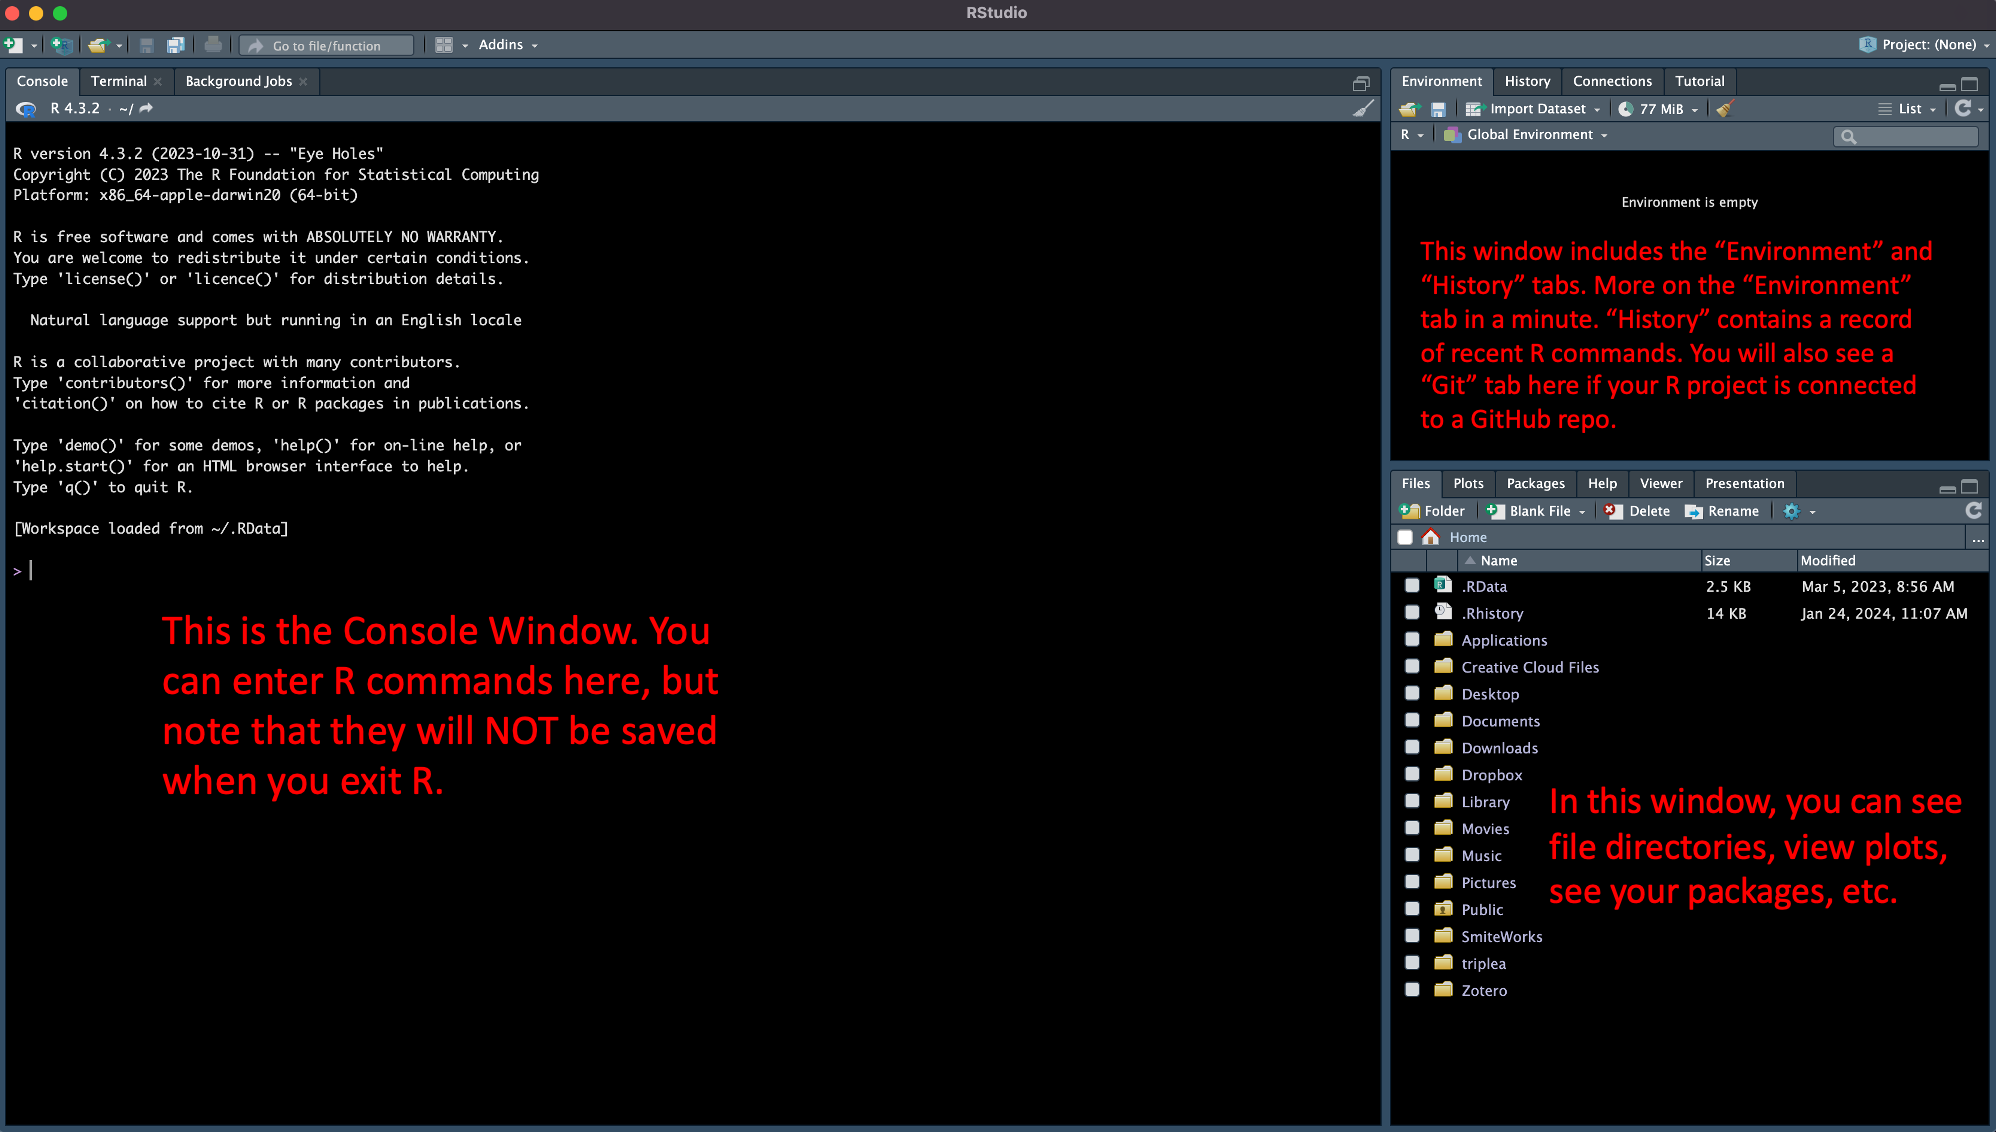 RStudio
Go to file/function
Addins
Project: (None)
Console Terminal Background Jobs
R 4.3.2 · ~/
R version 4.3.2 (2023-10-31) -- "Eye Holes"
Copyright (C) 2023 The R Foundation for Statistical Computing
Platform: x86_64-apple-darwin20 (64-bit)
R is free software and comes with ABSOLUTELY NO WARRANTY.
You are welcome to redistribute it under certain conditions.
Type 'license()' or 'licence()' for distribution details.
Natural language support but running in an English locale
R is a collaborative project with many contributors.
Type 'contributors()' for more information and
'citation()' on how to cite R or R packages in publications.
Type 'demo()' for some demos, 'help()' for on-line help, or
'help.start()' for an HTML browser interface to help.
Type 'q()' to quit R.
[Workspace loaded from ~/.RData]
>
This is the Console Window. You
can enter R commands here, but
note that they will NOT be saved
when you exit R.
Environment History Connections Tutorial
Import Dataset 77 MiB List
R Global Environment
Environment is empty
This window includes the “Environment” and
“History” tabs. More on the “Environment”
tab in a minute. “History” contains a record
of recent R commands. You will also see a
“Git” tab here if your R project is connected
to a GitHub repo.
Files Plots Packages Help Viewer Presentation
Folder Blank File Delete Rename
Home ...
Name Size Modified
.RData 2.5 KB Mar 5, 2023, 8:56 AM
.Rhistory 14 KB Jan 24, 2024, 11:07 AM
Applications
Creative Cloud Files
Desktop
Documents
Downloads
Dropbox
Library
Movies
Music
Pictures
Public
SmiteWorks
triplea
Zotero
In this window, you can see
file directories, view plots,
see your packages, etc.